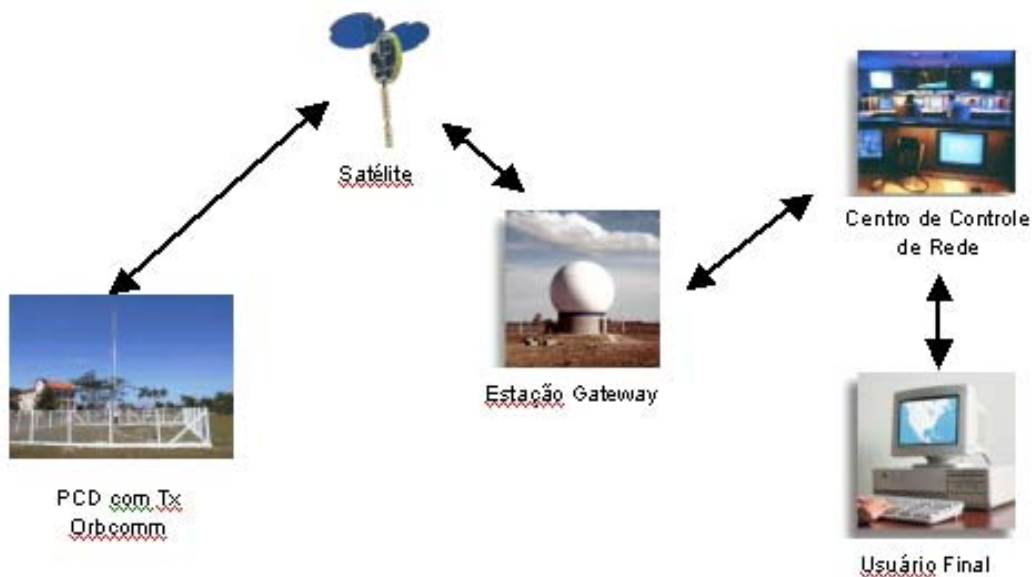 Satélite
Centro de Controle
de Rede
Estação Gateway
PCD com Tx
Orbcomm
Usuário Final